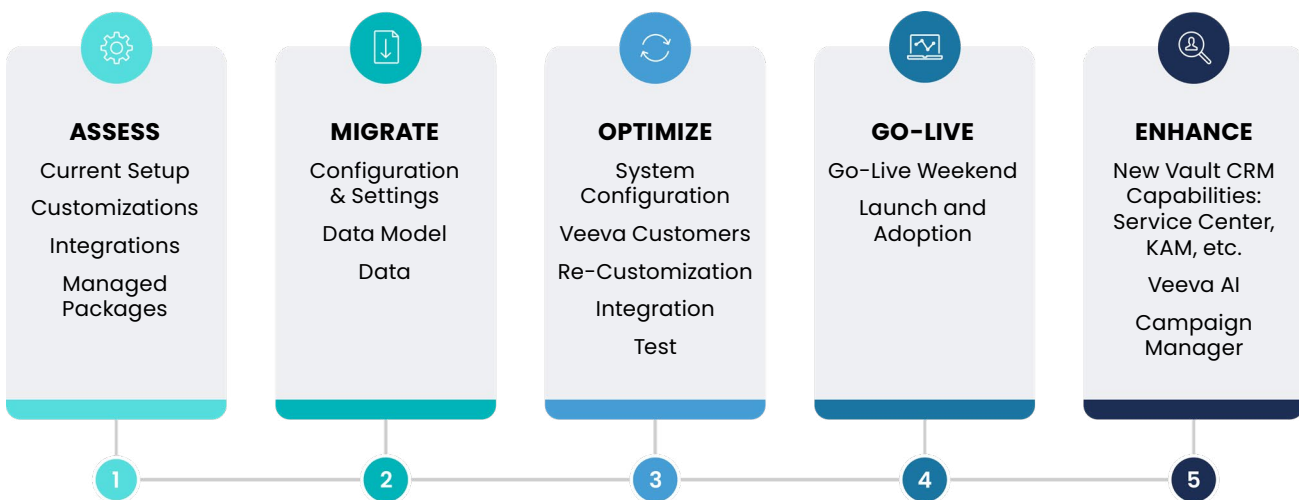 ASSESS
Current Setup
Customizations
Integrations
Managed
Packages
MIGRATE
Configuration
& Settings
Data Model
Data
OPTIMIZE
System
Configuration
Veeva Customers
Re-Customization
Integration
Test
GO-LIVE
Go-Live Weekend
Launch and
Adoption
ENHANCE
New Vault CRM
Capabilities:
Service Center,
KAM, etc.
Veeva AI
Campaign
Manager
1
2
3
4
5